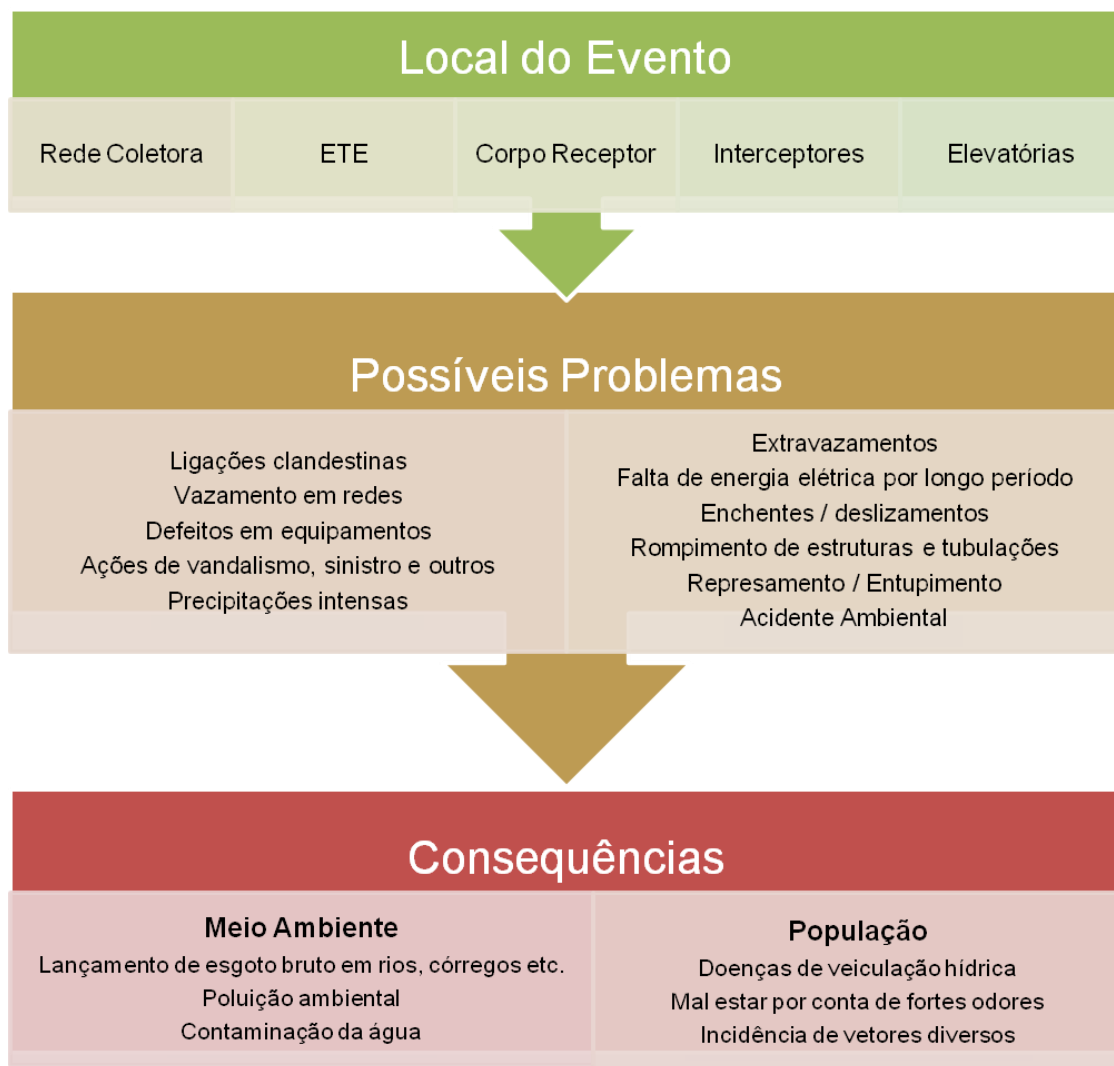 Local do Evento
Rede Coletora
ETE
Corpo Receptor
Interceptores
Elevatórias
Possíveis Problemas
Ligações clandestinas
Vazamento em redes
Defeitos em equipamentos
Ações de vandalismo, sinistro e outros
Precipitações intensas
Extravazamentos
Falta de energia elétrica por longo período
Enchentes / deslizamentos
Rompimento de estruturas e tubulações
Represamento / Entupimento
Acidente Ambiental
Consequências
Meio Ambiente
Lançamento de esgoto bruto em rios, córregos etc.
Poluição ambiental
Contaminação da água
População
Doenças de veiculação hídrica
Mal estar por conta de fortes odores
Incidência de vetores diversos